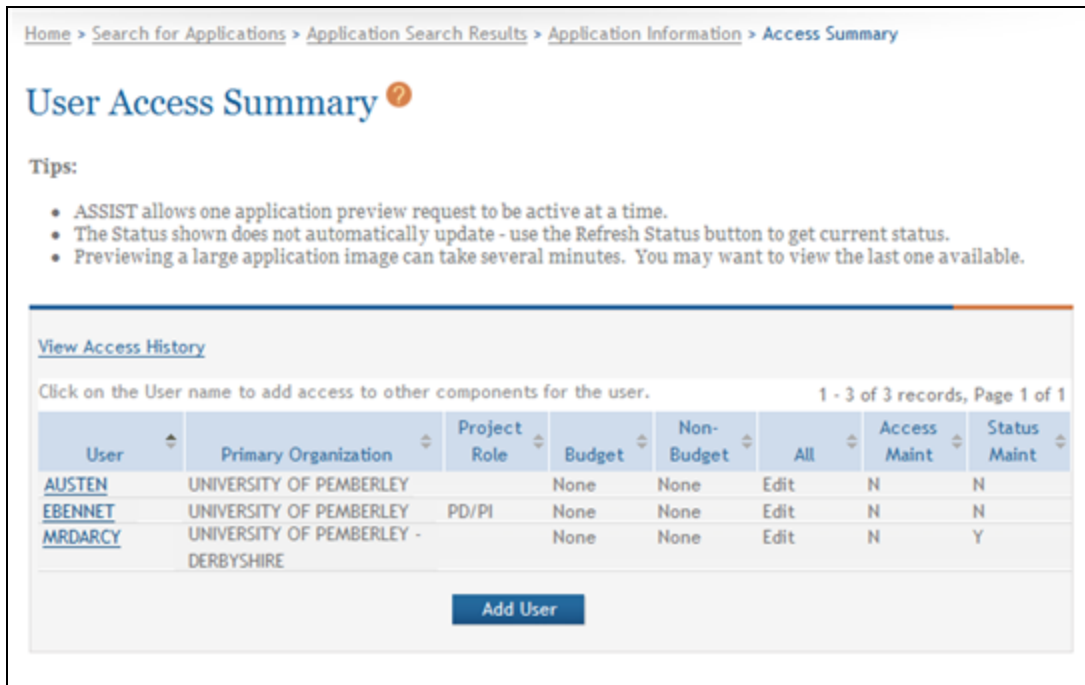 Home > Search for Applications > Application Search Results > Application Information > Access Summary
User Access Summary ?
Tips:
• ASSIST allows one application preview request to be active at a time.
• The Status shown does not automatically update - use the Refresh Status button to get current status.
• Previewing a large application image can take several minutes. You may want to view the last one available.
View Access History
Click on the User name to add access to other components for the user. 1 - 3 of 3 records, Page 1 of 1
User Primary Organization Project Role Budget Non-Budget All Access Maint Status Maint
AUSTEN UNIVERSITY OF PEMBERLEY None None Edit N N
EBENNET UNIVERSITY OF PEMBERLEY PD/PI None None Edit N N
MRDARCY UNIVERSITY OF PEMBERLEY - None None Edit N Y
DERBYSHIRE
Add User